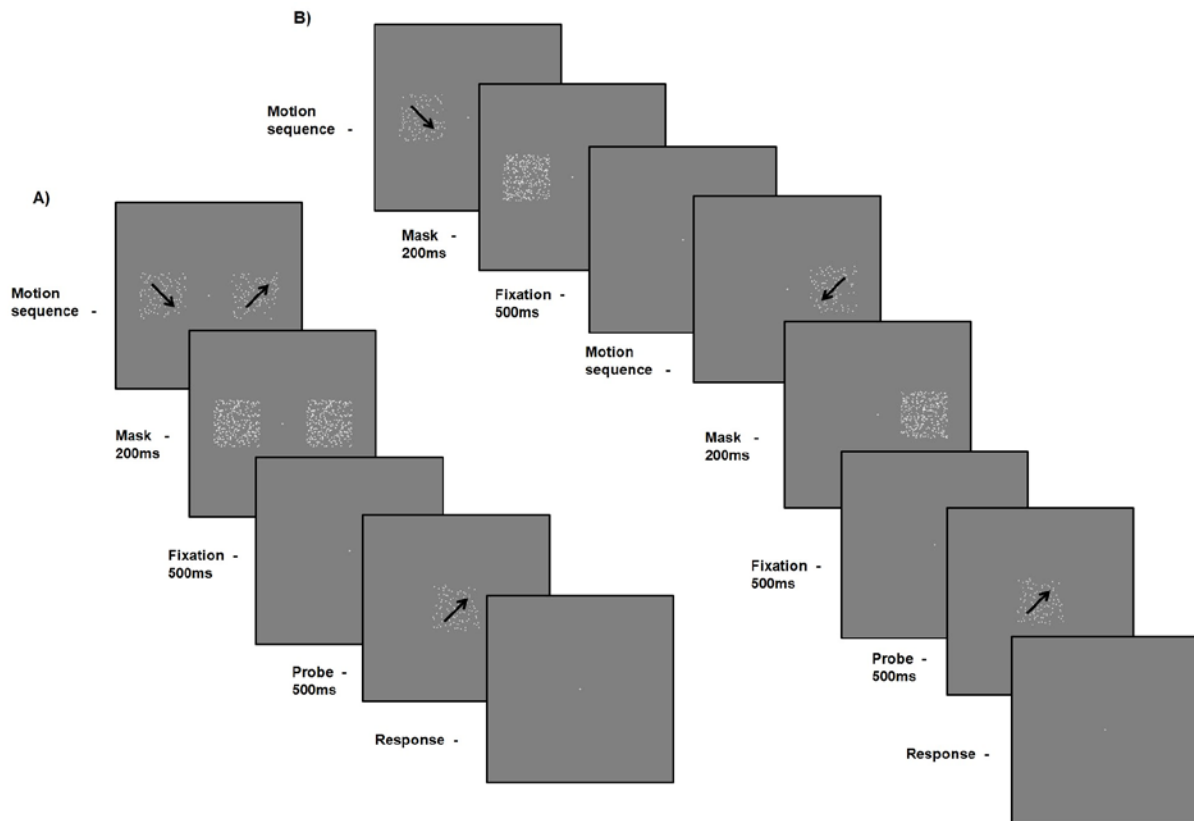 A)
Motion
sequence -
Mask -
200ms
Fixation -
500ms
Probe -
500ms
Response -
B)
Motion
sequence -
Mask -
200ms
Fixation -
500ms
Motion
sequence -
Mask -
200ms
Fixation -
500ms
Probe -
500ms
Response -